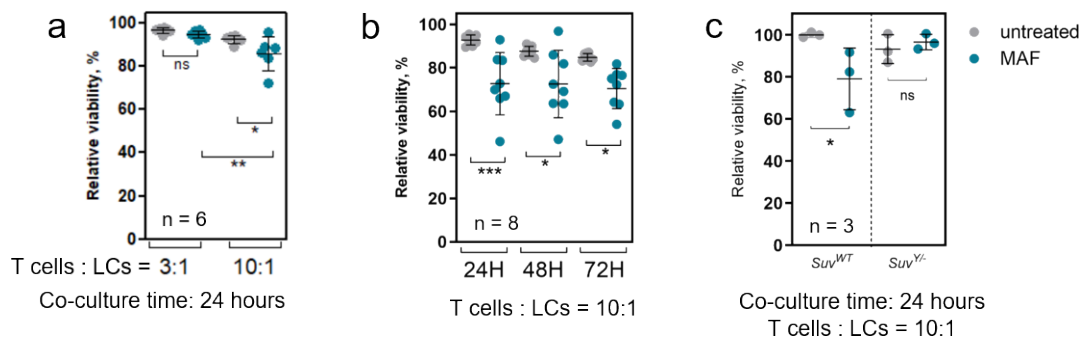 a
Relative viability, %
100
80
60
40
20
0
ns
*
**
n = 6
T cells : LCs = 3:1 10:1
Co-culture time: 24 hours
b
Relative viability, %
100
80
60
40
20
0
***
*
*
n = 8
24H 48H 72H
T cells : LCs = 10:1
c
Relative viability, %
100
80
60
40
20
0
*
ns
n = 3
Suv^WT Suv^Y/-
Co-culture time: 24 hours
T cells : LCs = 10:1
untreated
MAF